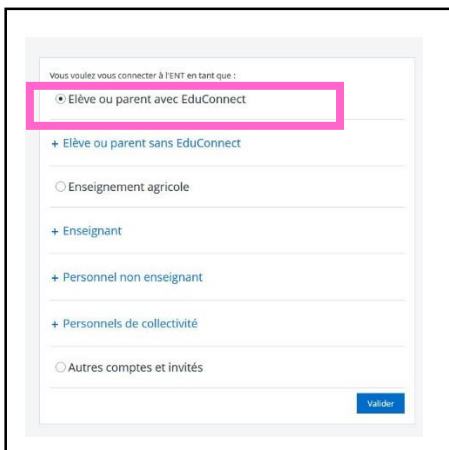 Vous voulez vous connecter à l'ENT en tant que :
Elève ou parent avec EduConnect
+ Elève ou parent sans EduConnect
Enseignement agricole
+ Enseignant
+ Personnel non enseignant
+ Personnels de collectivité
Autres comptes et invités
Valider